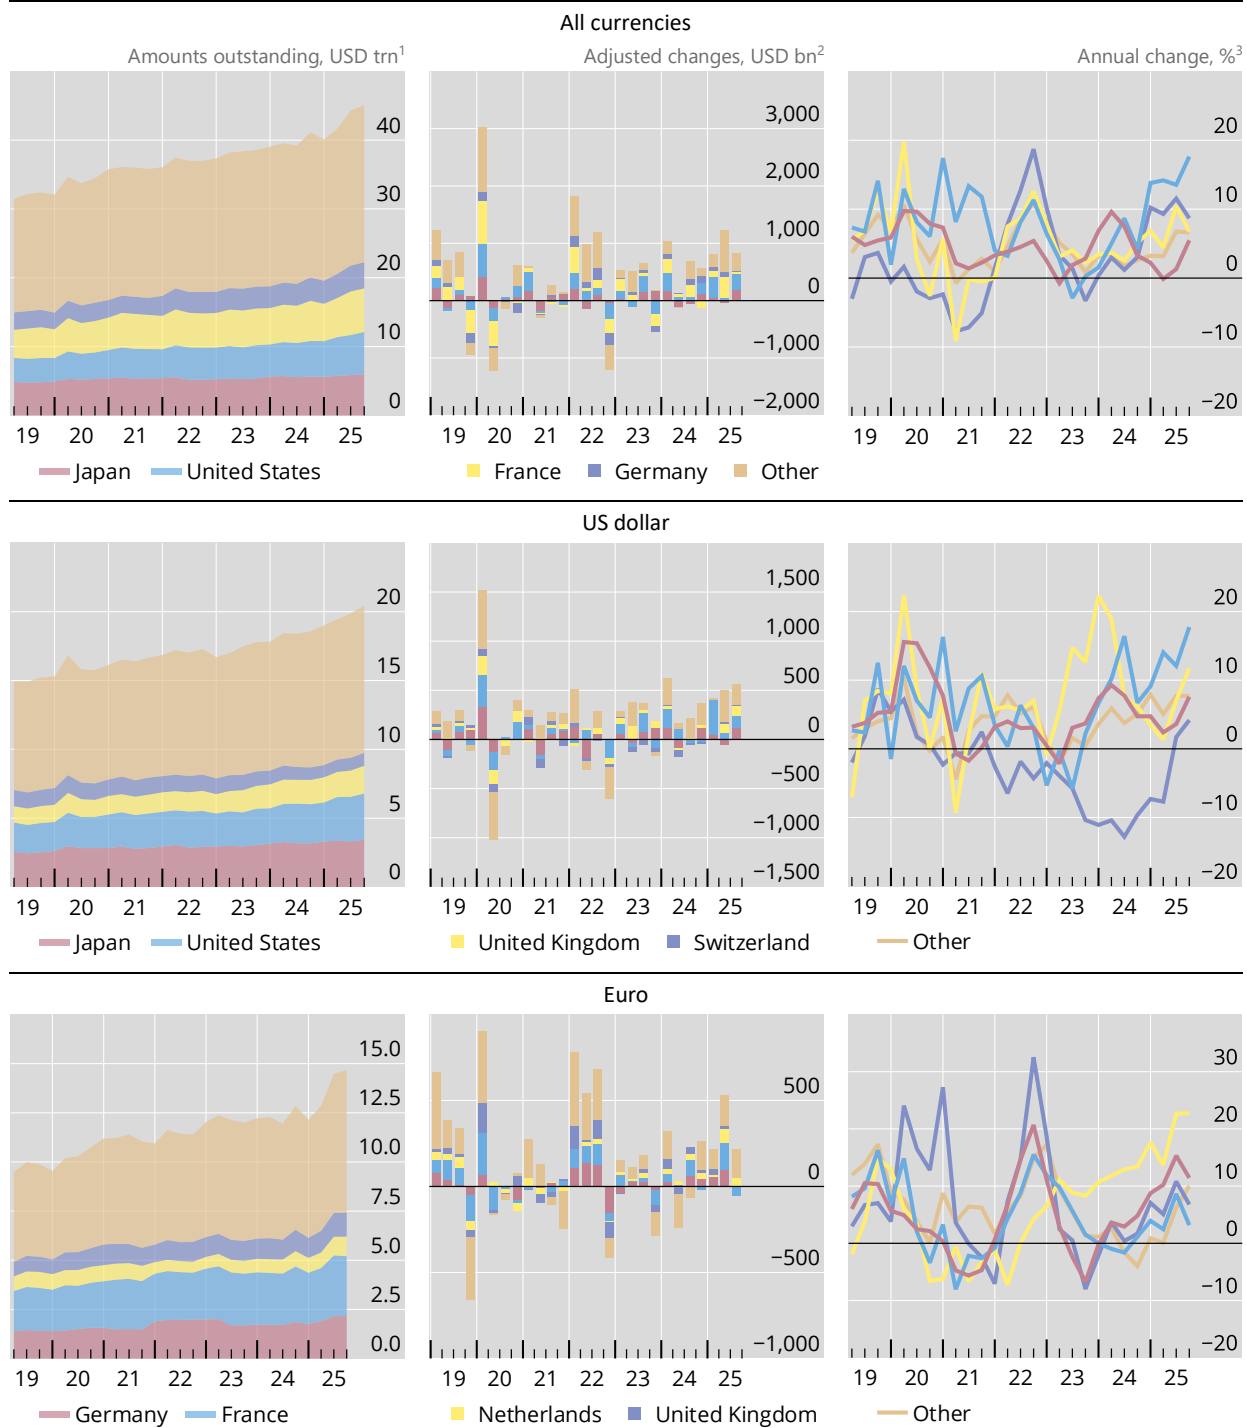 All currencies
Amounts outstanding, USD trn¹ Adjusted changes, USD bn² Annual change, %³
40 30 20 10 0
3,000 2,000 1,000 0 −1,000 −2,000
20 10 0 −10 −20
19 20 21 22 23 24 25 19 20 21 22 23 24 25 19 20 21 22 23 24 25
Japan United States France Germany Other
US dollar
20 15 10 5 0
1,500 1,000 500 0 −500 −1,000 −1,500
20 10 0 −10 −20
19 20 21 22 23 24 25 19 20 21 22 23 24 25 19 20 21 22 23 24 25
Japan United States United Kingdom Switzerland Other
Euro
15.0 12.5 10.0 7.5 5.0 2.5 0.0
500 0 −500 −1,000
30 20 10 0 −10 −20
19 20 21 22 23 24 25 19 20 21 22 23 24 25 19 20 21 22 23 24 25
Germany France Netherlands United Kingdom Other